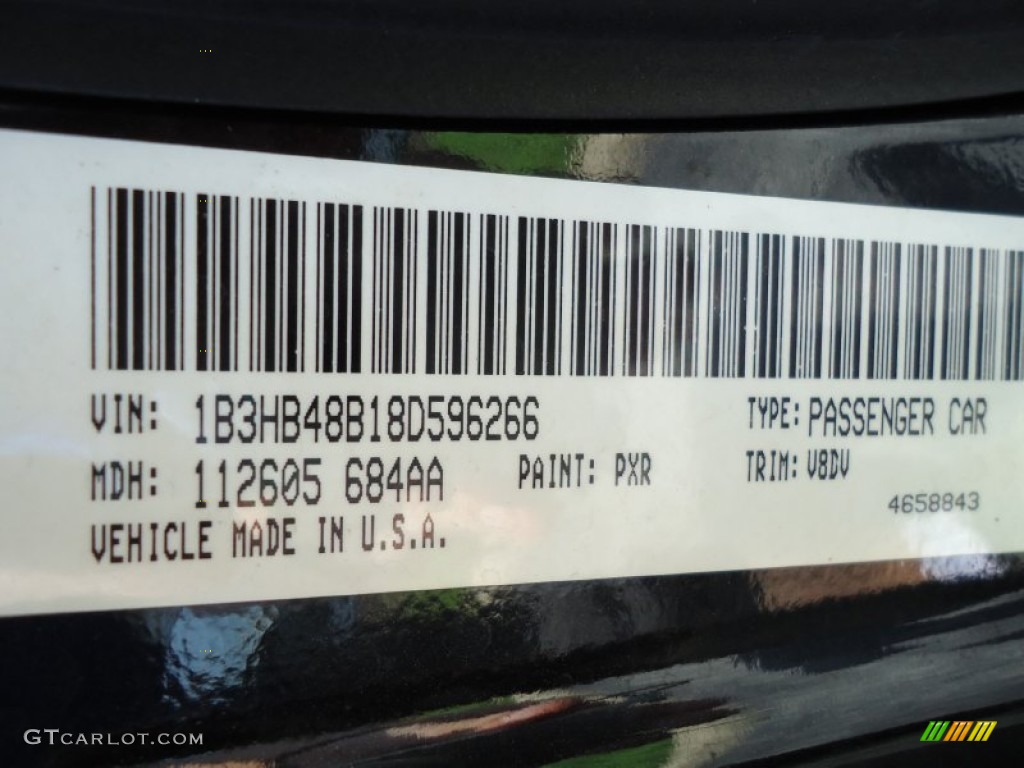 VIN: 1B3HB48B18D596266 TYPE: PASSENGER CAR
MDH: 112605 684AA PAINT: PXR TRIM: V8DV
4658843
VEHICLE MADE IN U.S.A.
GTCARLOT.COM